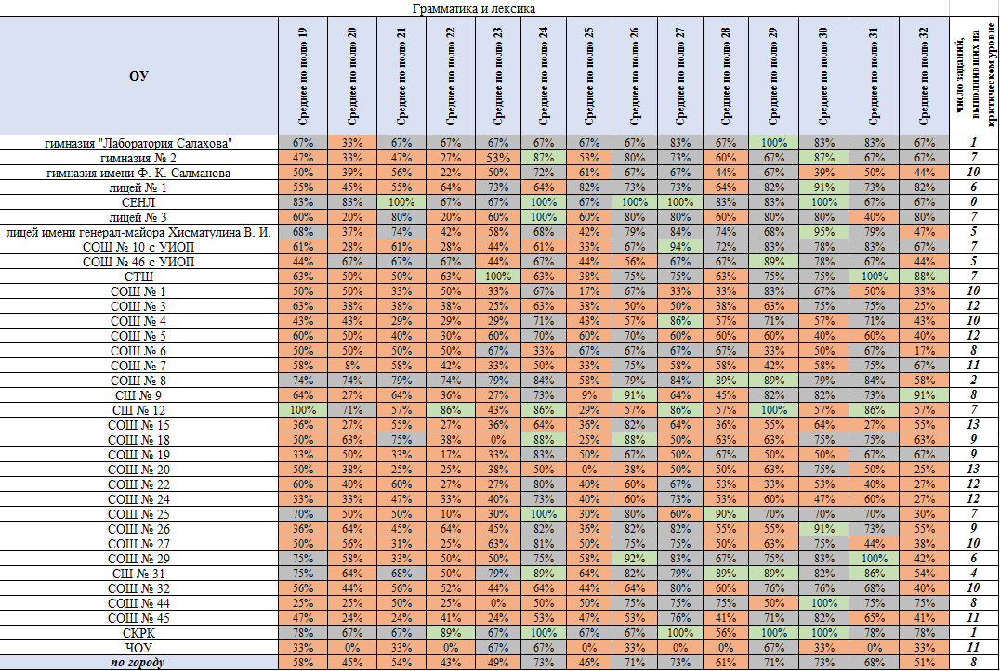 Грамматика и лексика
ОУ Среднее по полю 19 Среднее по полю 20 Среднее по полю 21 Среднее по полю 22 Среднее по полю 23 Среднее по полю 24 Среднее по полю 25 Среднее по полю 26 Среднее по полю 27 Среднее по полю 28 Среднее по полю 29 Среднее по полю 30 Среднее по полю 31 Среднее по полю 32 число заданий, выполнивших на критическом уровне
гимназия "Лаборатория Салахова" 67% 33% 67% 67% 67% 67% 67% 67% 83% 67% 100% 83% 83% 67% 1
гимназия № 2 47% 33% 47% 27% 53% 87% 53% 80% 73% 60% 67% 87% 67% 67% 7
гимназия имени Ф. К. Салманова 50% 39% 56% 22% 50% 72% 61% 67% 67% 44% 67% 39% 50% 44% 10
лицей № 1 55% 45% 55% 64% 73% 64% 82% 73% 73% 64% 82% 91% 73% 82% 6
СЕНЛ 83% 83% 100% 67% 67% 100% 67% 100% 100% 83% 83% 100% 67% 67% 0
лицей № 3 60% 20% 80% 20% 60% 100% 60% 80% 80% 60% 80% 80% 40% 80% 7
лицей имени генерал-майора Хисматулина В. И. 68% 37% 74% 42% 58% 68% 42% 79% 84% 74% 68% 95% 79% 47% 5
СОШ № 10 с УИОП 61% 28% 61% 28% 44% 61% 33% 67% 94% 72% 83% 78% 83% 67% 7
СОШ № 46 с УИОП 44% 67% 67% 67% 44% 67% 44% 56% 67% 67% 89% 78% 67% 44% 5
СТШ 63% 50% 50% 63% 100% 63% 38% 75% 75% 63% 75% 75% 100% 88% 7
СОШ № 1 50% 50% 33% 50% 33% 67% 17% 67% 33% 33% 83% 67% 50% 33% 10
СОШ № 3 63% 38% 38% 38% 25% 63% 38% 50% 50% 38% 63% 75% 75% 25% 12
СОШ № 4 43% 43% 29% 29% 29% 71% 43% 57% 86% 57% 71% 57% 71% 43% 10
СОШ № 5 60% 50% 40% 30% 60% 70% 60% 70% 60% 60% 60% 40% 60% 40% 12
СОШ № 6 50% 50% 50% 50% 67% 33% 67% 67% 67% 67% 33% 50% 67% 17% 8
СОШ № 7 58% 8% 58% 42% 33% 50% 33% 75% 58% 58% 42% 58% 75% 67% 11
СОШ № 8 74% 74% 79% 74% 79% 84% 58% 79% 84% 89% 89% 79% 84% 58% 2
СШ № 9 64% 27% 64% 36% 27% 73% 9% 91% 64% 45% 82% 82% 73% 91% 8
СШ № 12 100% 71% 57% 86% 43% 86% 29% 57% 86% 57% 100% 57% 86% 57% 7
СОШ № 15 36% 27% 55% 27% 36% 64% 36% 82% 64% 36% 55% 64% 27% 55% 13
СОШ № 18 50% 63% 75% 38% 0% 88% 25% 88% 50% 63% 63% 75% 75% 63% 9
СОШ № 19 33% 50% 33% 17% 33% 83% 50% 67% 50% 67% 50% 50% 67% 67% 9
СОШ № 20 50% 38% 25% 25% 38% 50% 0% 38% 50% 50% 63% 75% 50% 25% 13
СОШ № 22 60% 40% 60% 27% 27% 80% 40% 60% 67% 53% 33% 53% 40% 27% 12
СОШ № 24 33% 33% 47% 33% 40% 73% 40% 60% 73% 53% 60% 47% 60% 27% 12
СОШ № 25 70% 50% 50% 10% 30% 100% 30% 80% 60% 90% 70% 70% 70% 30% 7
СОШ № 26 36% 64% 45% 64% 45% 82% 36% 82% 82% 55% 55% 91% 73% 55% 9
СОШ № 27 50% 56% 31% 25% 63% 81% 50% 75% 75% 50% 63% 75% 44% 38% 10
СОШ № 29 75% 58% 33% 50% 50% 75% 58% 92% 83% 67% 75% 83% 100% 42% 6
СШ № 31 75% 64% 68% 50% 79% 89% 64% 82% 79% 89% 89% 82% 86% 54% 4
СОШ № 32 56% 44% 56% 52% 44% 64% 44% 64% 80% 60% 76% 76% 68% 40% 10
СОШ № 44 25% 25% 50% 25% 0% 50% 50% 75% 75% 75% 50% 100% 75% 75% 8
СОШ № 45 47% 24% 24% 41% 24% 53% 47% 53% 76% 41% 71% 82% 65% 41% 11
СКРК 78% 67% 67% 89% 67% 100% 67% 67% 100% 56% 100% 100% 78% 78% 1
ЧОУ 33% 0% 33% 0% 67% 67% 0% 33% 0% 0% 67% 33% 0% 33% 11
по городу 58% 45% 54% 43% 49% 73% 46% 71% 73% 61% 71% 73% 68% 51% 8